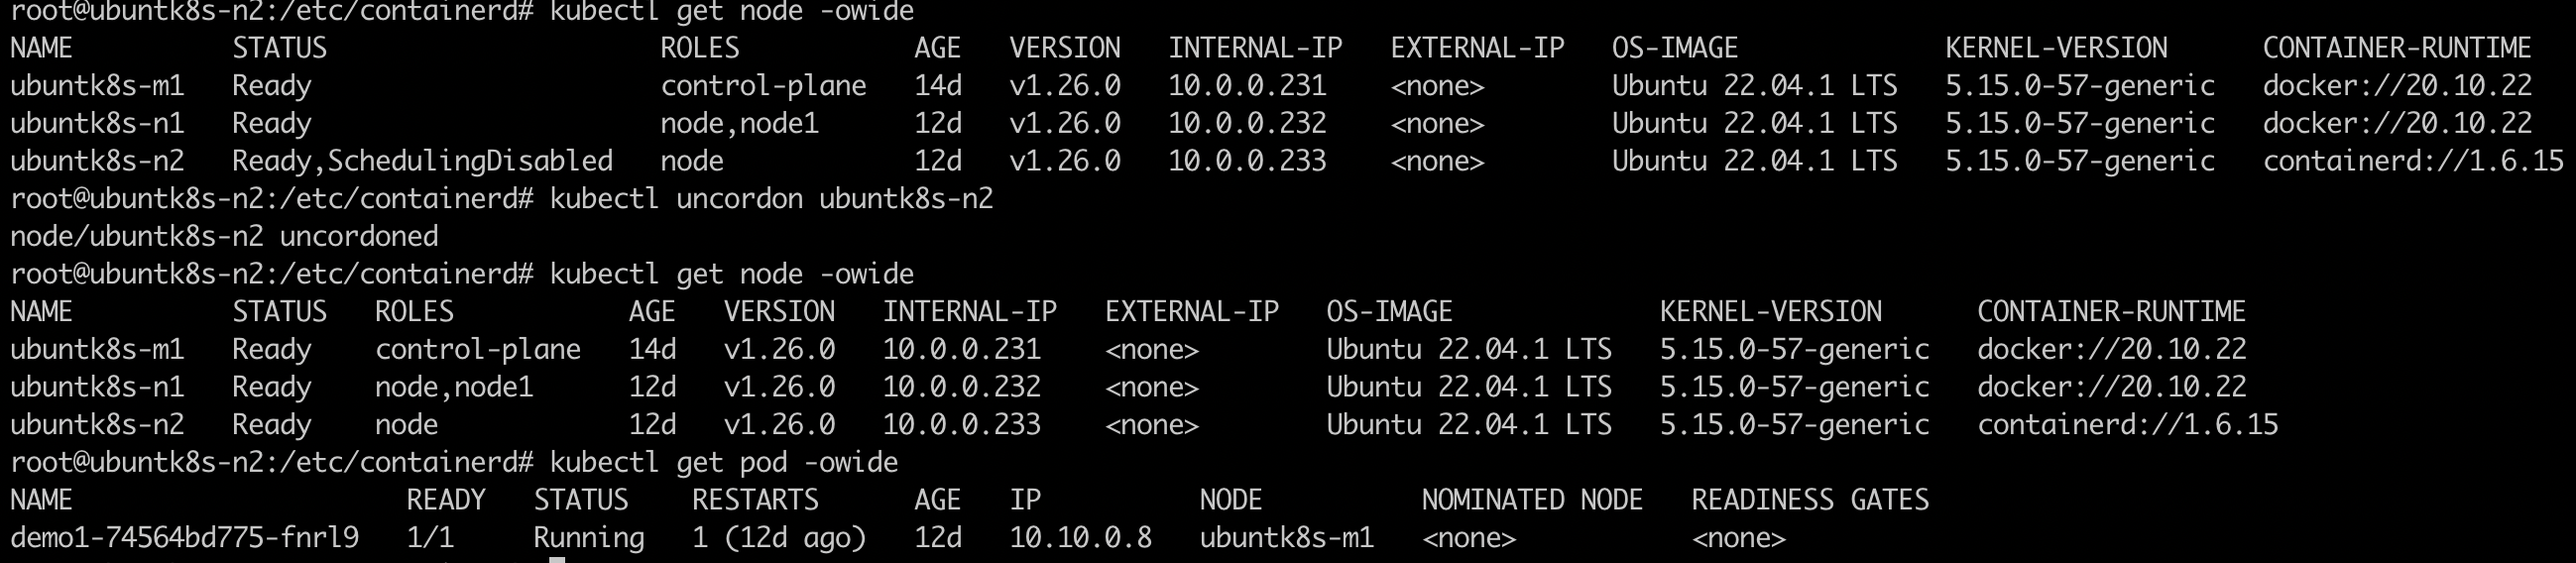 root@ubuntk8s-n2:/etc/containerd# kubectl get node -owide
NAME STATUS ROLES AGE VERSION INTERNAL-IP EXTERNAL-IP OS-IMAGE KERNEL-VERSION CONTAINER-RUNTIME
ubuntk8s-m1 Ready control-plane 14d v1.26.0 10.0.0.231 <none> Ubuntu 22.04.1 LTS 5.15.0-57-generic docker://20.10.22
ubuntk8s-n1 Ready node,node1 12d v1.26.0 10.0.0.232 <none> Ubuntu 22.04.1 LTS 5.15.0-57-generic docker://20.10.22
ubuntk8s-n2 Ready,SchedulingDisabled node 12d v1.26.0 10.0.0.233 <none> Ubuntu 22.04.1 LTS 5.15.0-57-generic containerd://1.6.15
root@ubuntk8s-n2:/etc/containerd# kubectl uncordon ubuntk8s-n2
node/ubuntk8s-n2 uncordoned
root@ubuntk8s-n2:/etc/containerd# kubectl get node -owide
NAME STATUS ROLES AGE VERSION INTERNAL-IP EXTERNAL-IP OS-IMAGE KERNEL-VERSION CONTAINER-RUNTIME
ubuntk8s-m1 Ready control-plane 14d v1.26.0 10.0.0.231 <none> Ubuntu 22.04.1 LTS 5.15.0-57-generic docker://20.10.22
ubuntk8s-n1 Ready node,node1 12d v1.26.0 10.0.0.232 <none> Ubuntu 22.04.1 LTS 5.15.0-57-generic docker://20.10.22
ubuntk8s-n2 Ready node 12d v1.26.0 10.0.0.233 <none> Ubuntu 22.04.1 LTS 5.15.0-57-generic containerd://1.6.15
root@ubuntk8s-n2:/etc/containerd# kubectl get pod -owide
NAME READY STATUS RESTARTS AGE IP NODE NOMINATED NODE READINESS GATES
demo1-74564bd775-fnrl9 1/1 Running 1 (12d ago) 12d 10.10.0.8 ubuntk8s-m1 <none> <none>